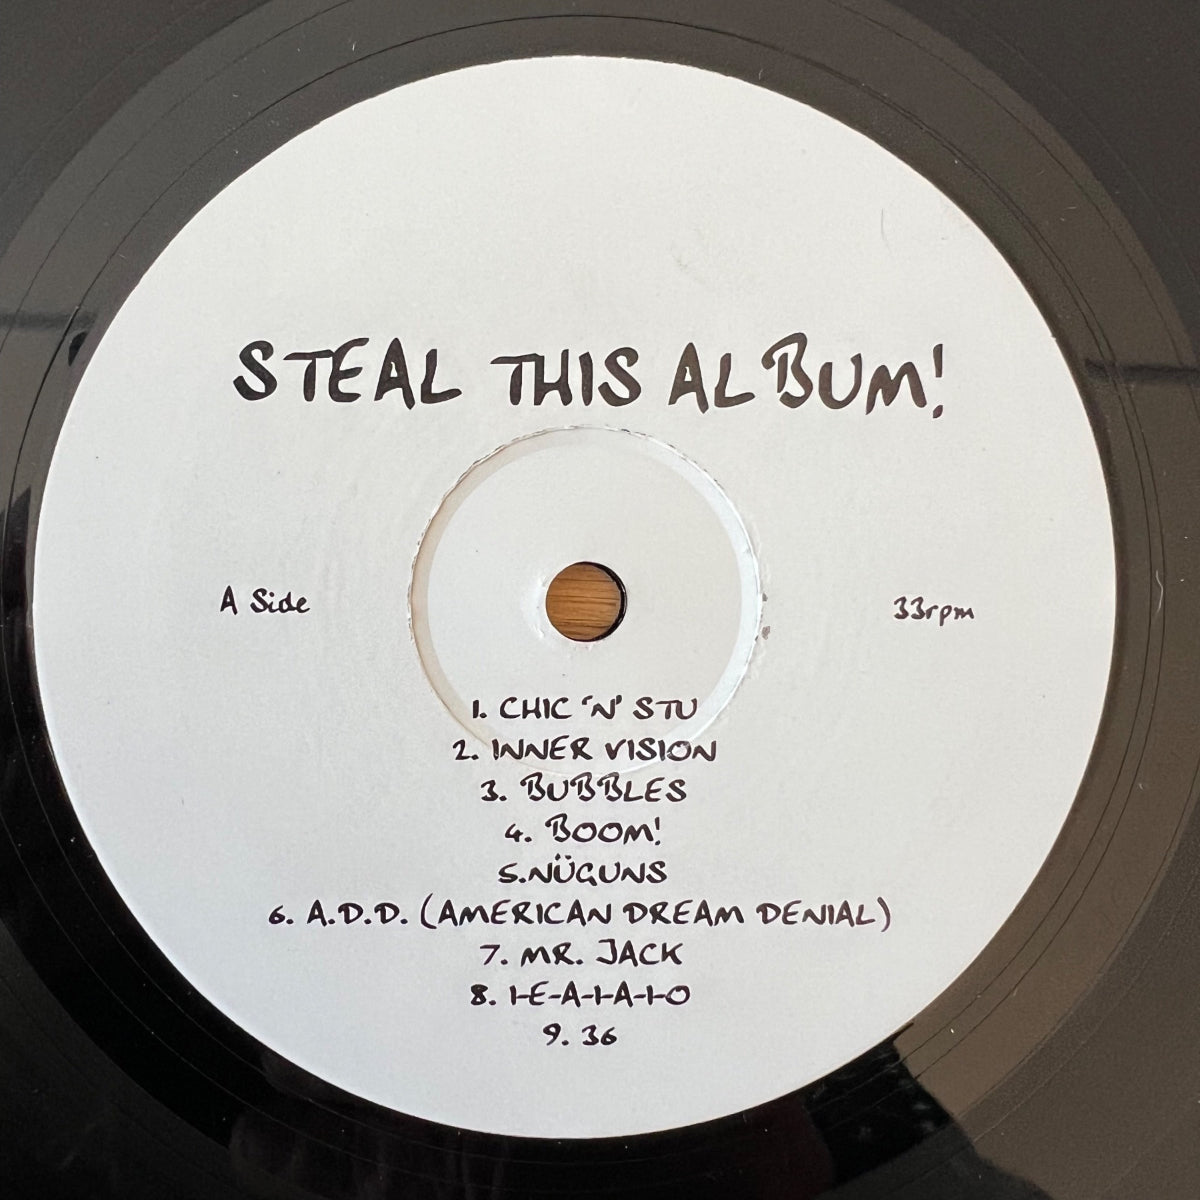 STEAL THIS ALBUM!
A Side
33rpm
1. CHIC 'N' STU
2. INNER VISION
3. BUBBLES
4. BOOM!
5.NÜGUNS
6. A.D.D. (AMERICAN DREAM DENIAL)
7. MR. JACK
8. I-E-A-I-A-I-O
9. 36